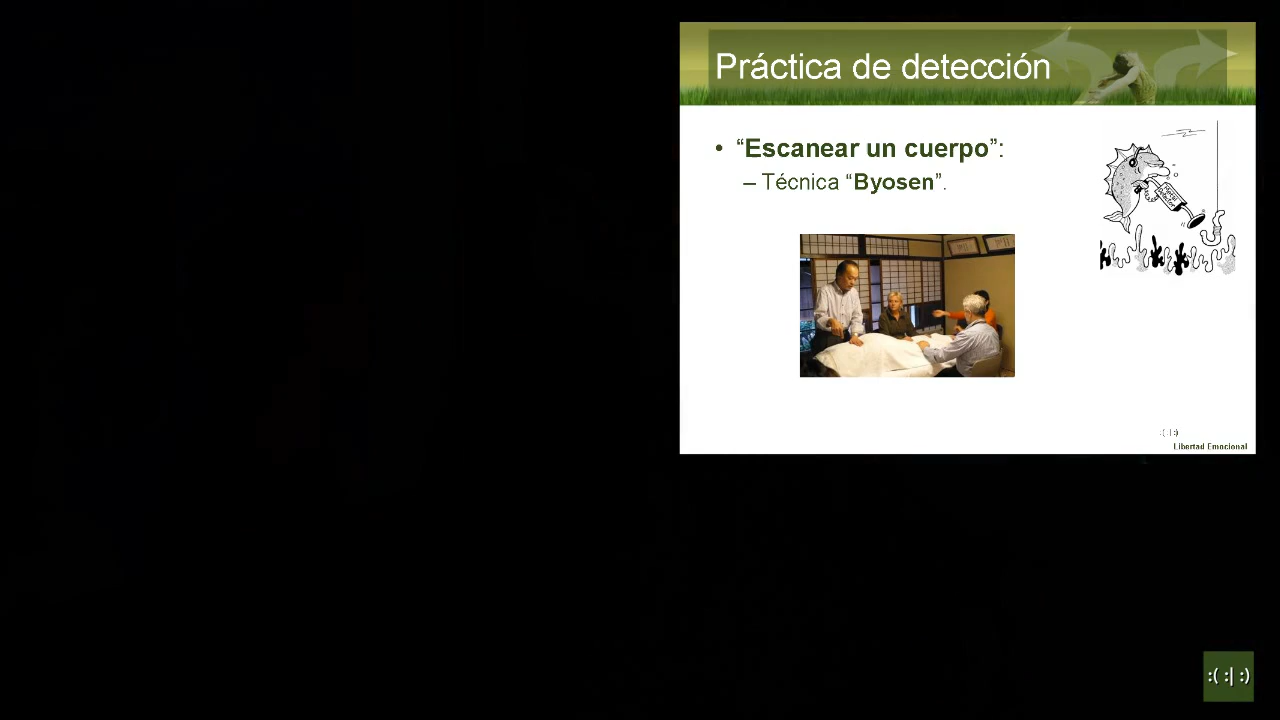 Práctica de detección
• “Escanear un cuerpo”:
– Técnica “Byosen”.
:( :| :)
Libertad Emocional
:( :| :)